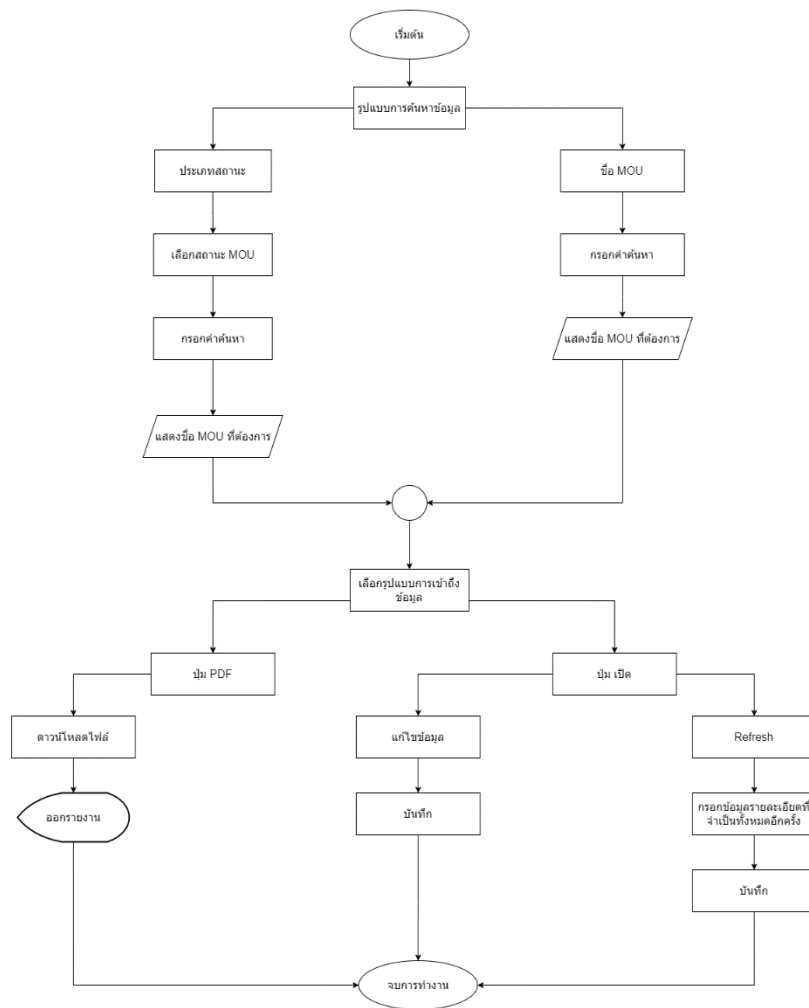 เริ่มต้น
รูปแบบการค้นหาข้อมูล
ประเภทสถานะ
ชื่อ MOU
เลือกสถานะ MOU
กรอกคำค้นหา
กรอกคำค้นหา
แสดงชื่อ MOU ที่ต้องการ
แสดงชื่อ MOU ที่ต้องการ
เลือกรูปแบบการเข้าถึง
ข้อมูล
ปุ่ม PDF
ปุ่ม เปิด
ดาวน์โหลดไฟล์
แก้ไขข้อมูล
Refresh
ออกรายงาน
บันทึก
กรอกข้อมูลรายละเอียดที่
จำเป็นทั้งหมดอีกครั้ง
บันทึก
จบการทำงาน